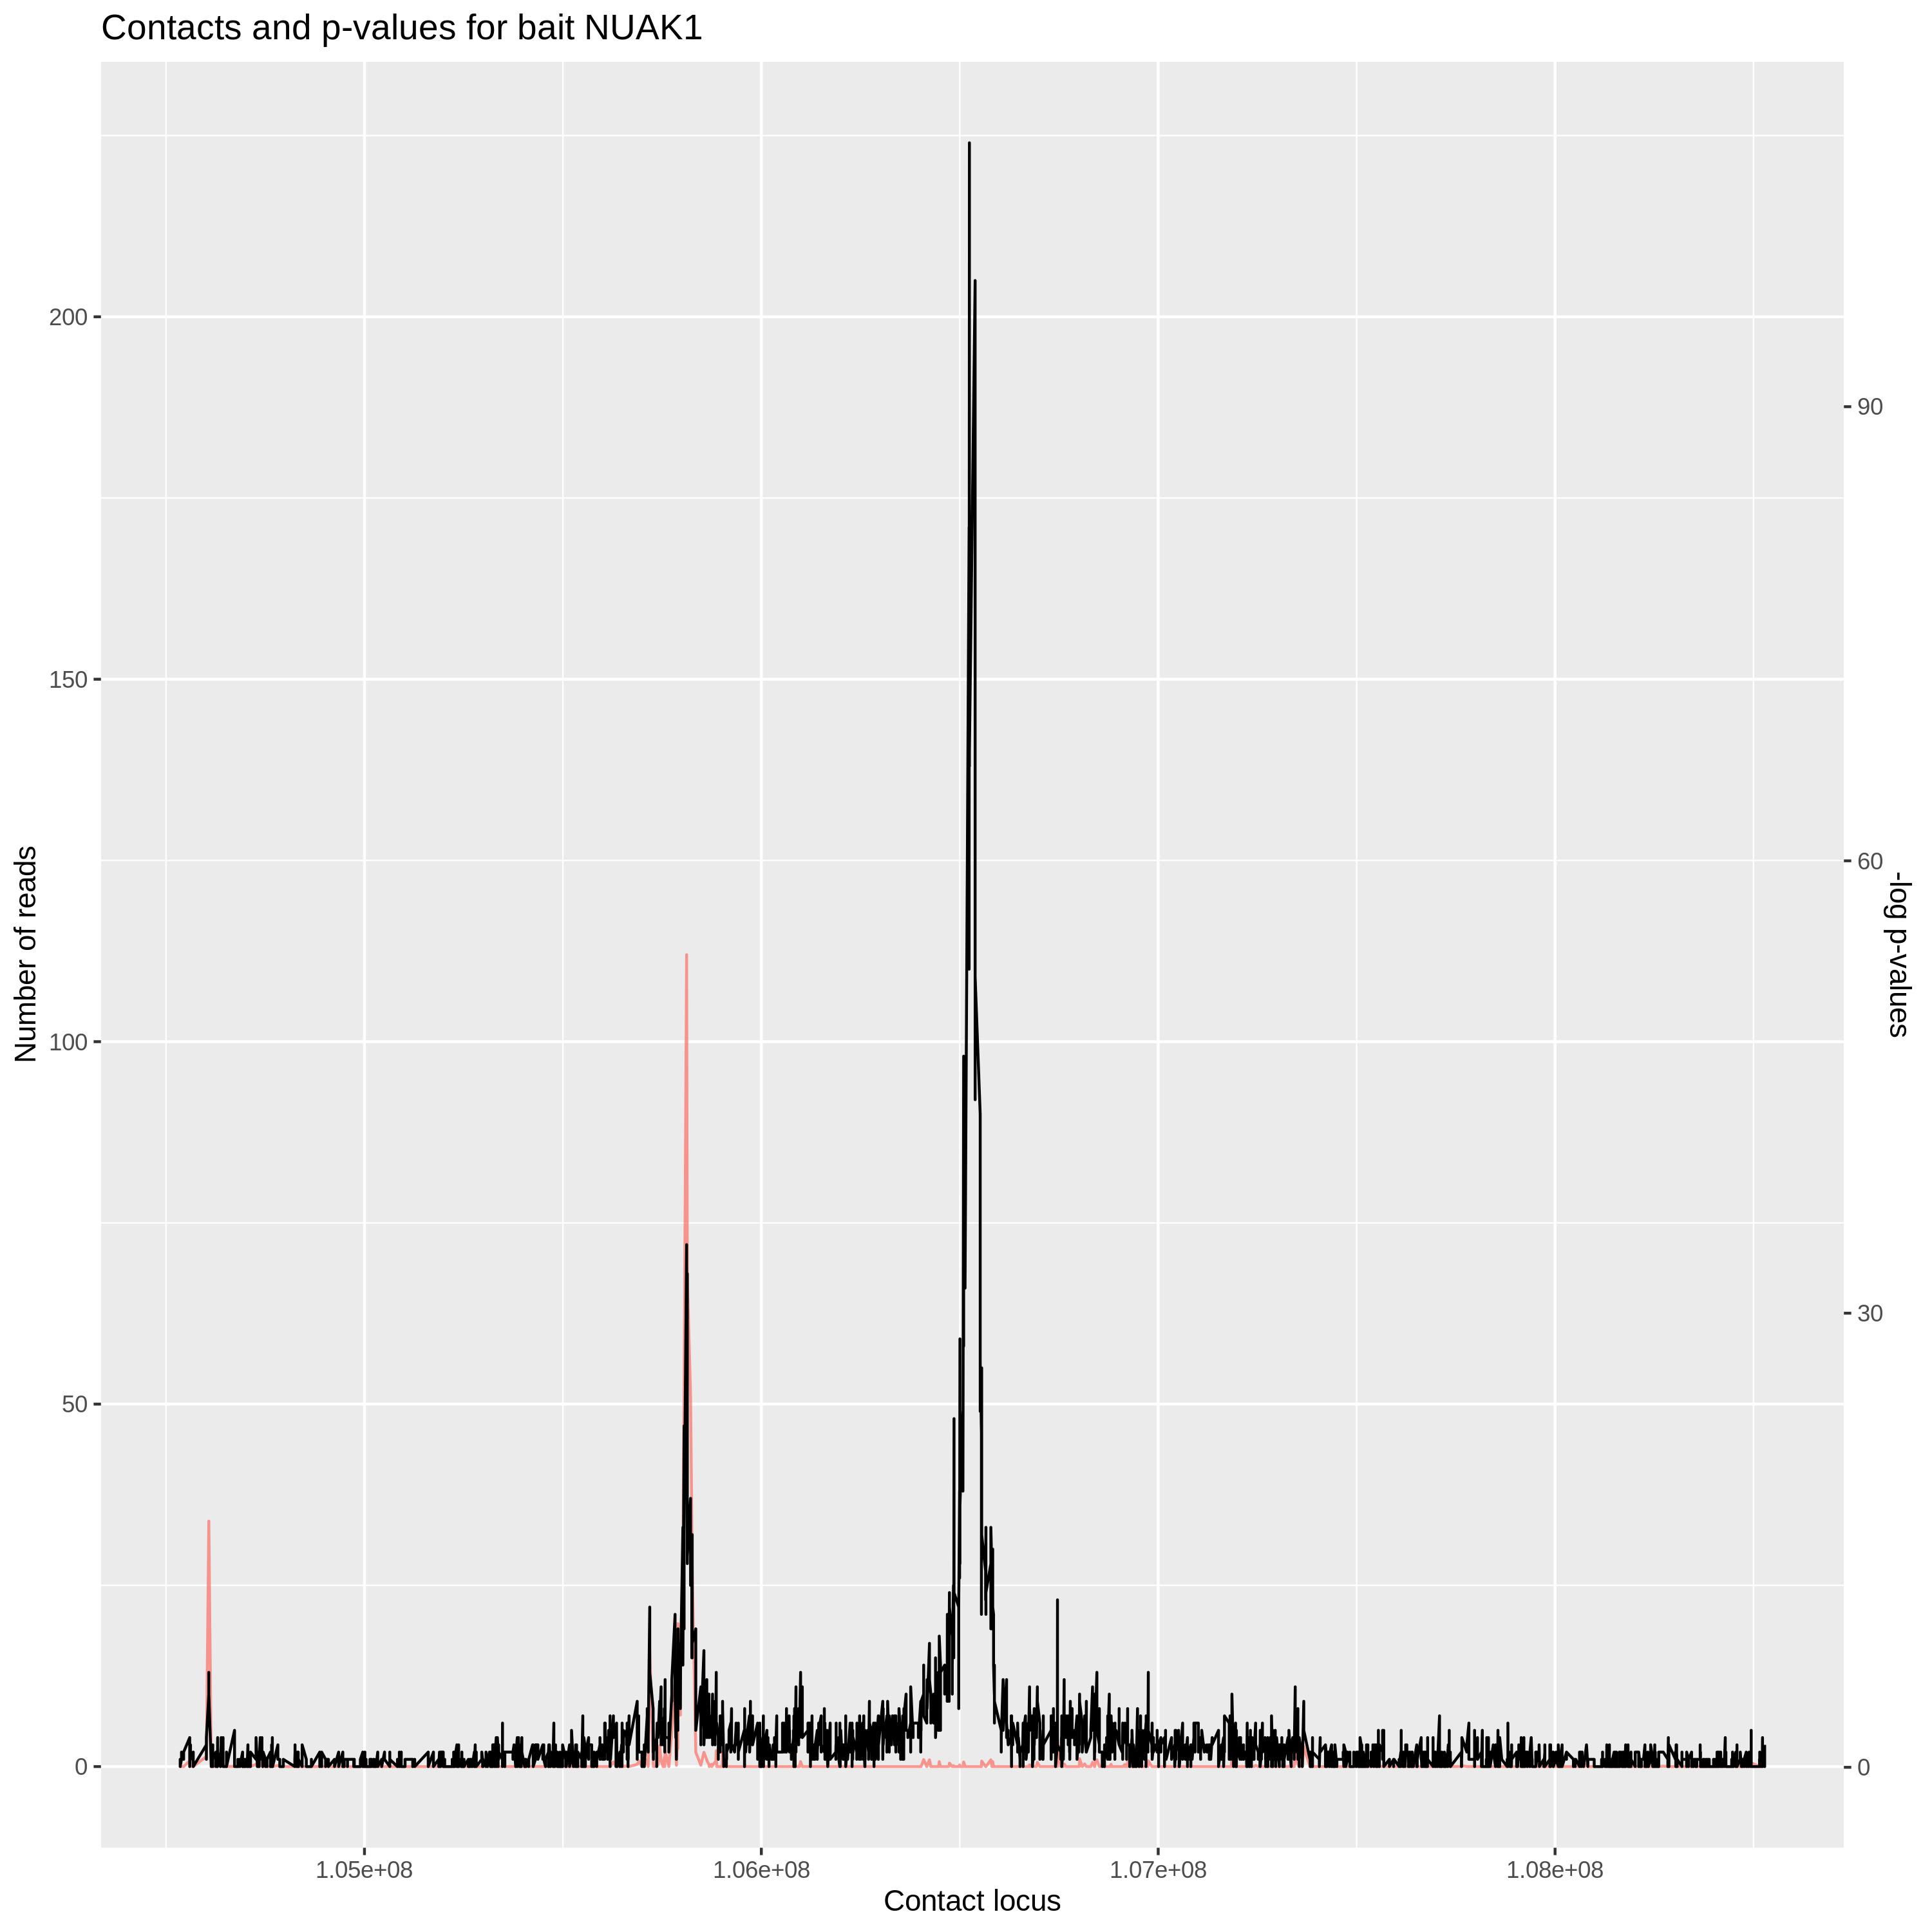 Contacts and p-values for bait NUAK1
200
150
100
50
0
Number of reads
90
60
30
0
-log p-values
1.05e+08
1.06e+08
1.07e+08
1.08e+08
Contact locus